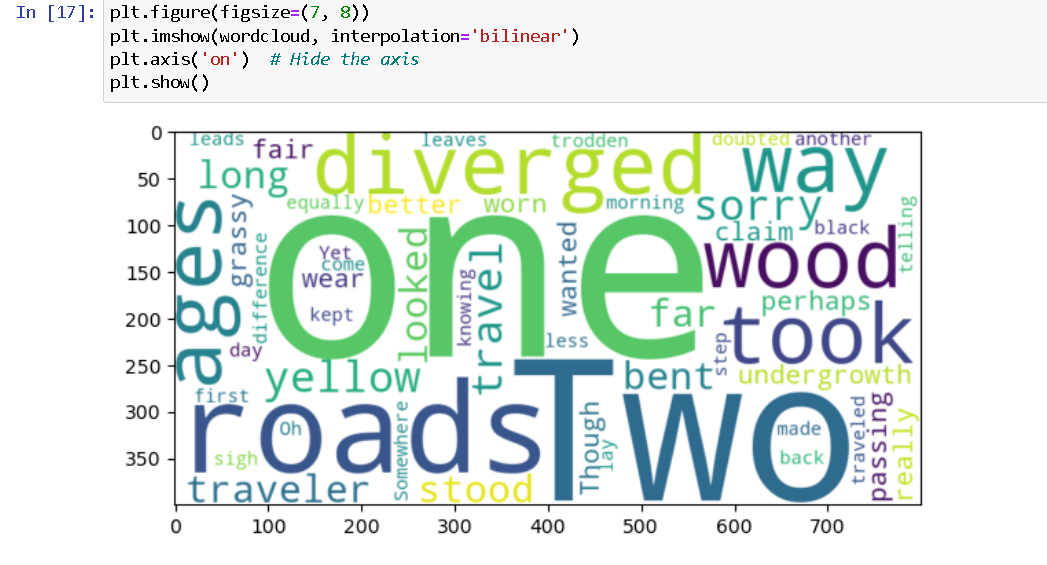 In [17]: plt.figure(figsize=(7, 8))
plt.imshow(wordcloud, interpolation='bilinear')
plt.axis('on')  # Hide the axis
plt.show()
0
50
100
150
200
250
300
350
leads
fair
leaves
trodden
doubted
another
long
diverged
way
equally
better
worn
morning
sorry
telling
ages
grassy
difference
one
Yet
come
wear
kept
looked
knowing
travel
wanted
claim
black
wood
far
perhaps
took
less
step
day
yellow
bent
undergrowth
first
roads
Two
Oh
sigh
Somewhere
Though
lay
made
back
traveled
passing
really
traveler
stood
0 100 200 300 400 500 600 700